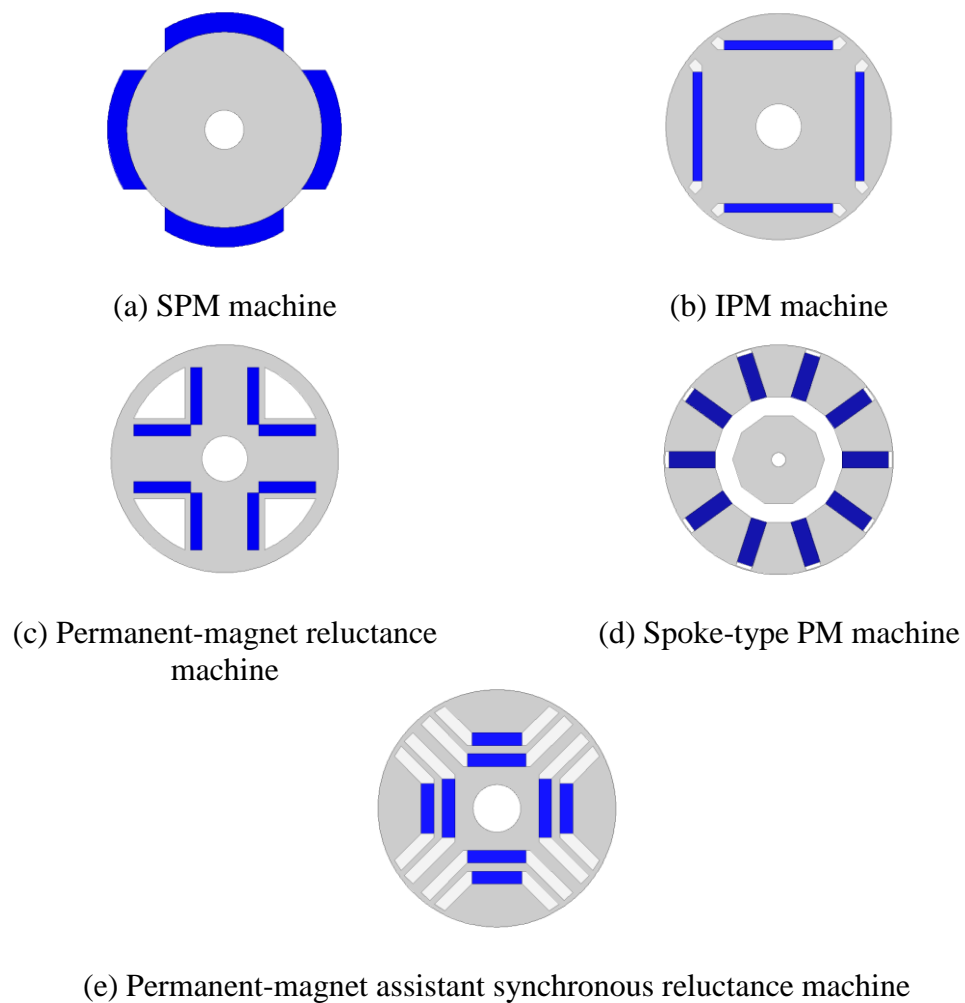 (a) SPM machine
(b) IPM machine
(c) Permanent-magnet reluctance
machine
(d) Spoke-type PM machine
(e) Permanent-magnet assistant synchronous reluctance machine